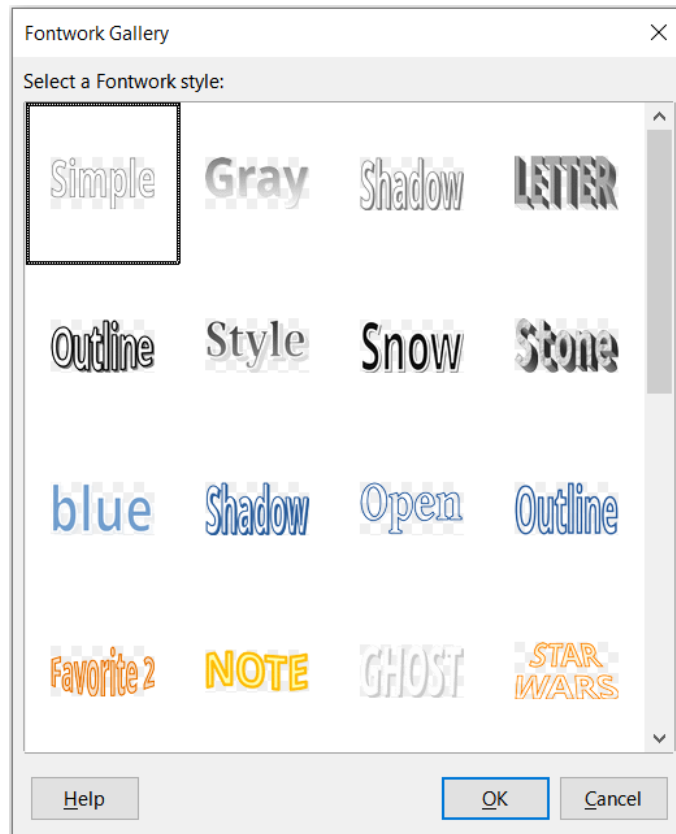 Fontwork Gallery
Select a Fontwork style:
Simple Gray Shadow LETTER
Outline Style Snow Stone
blue Shadow Open Outline
Favorite 2 NOTE GHOST STAR
WARS
Help OK Cancel